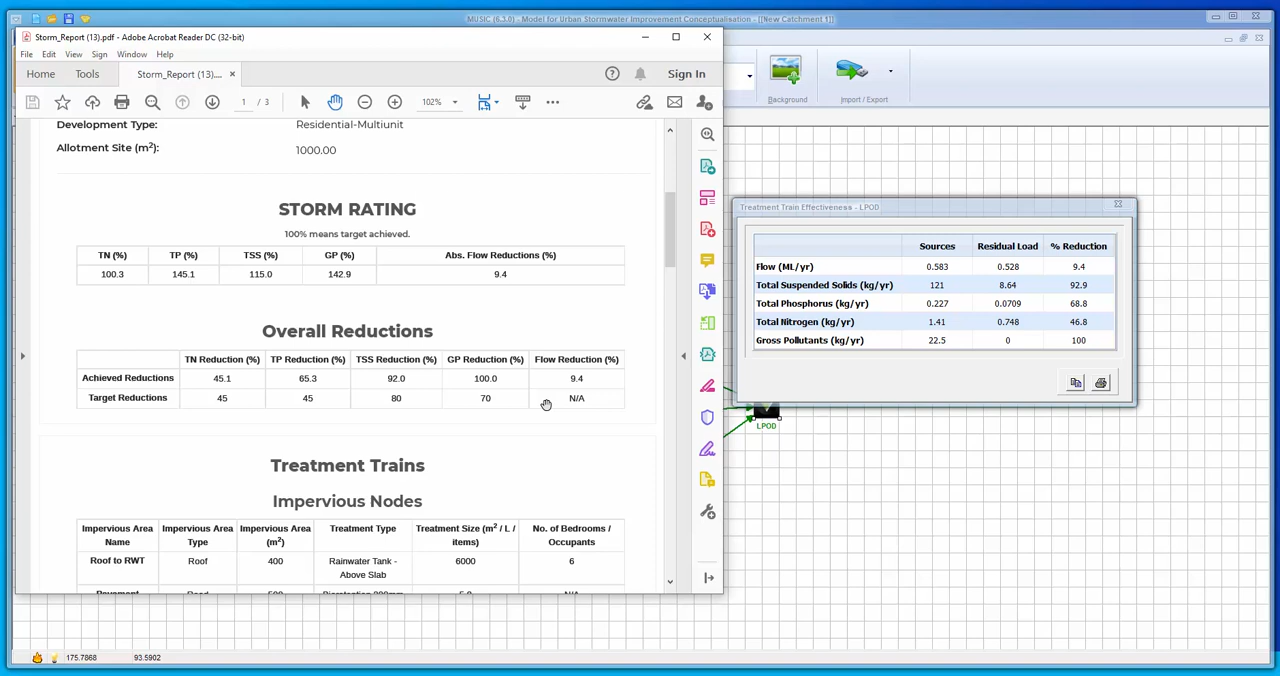 MUSIC (6.3.0) - Model for Urban Stormwater Improvement Conceptualisation - [[New Catchment 1]]
Storm_Report (13).pdf - Adobe Acrobat Reader DC (32-bit)
File Edit View Sign Window Help
Home Tools Storm_Report (13).... × Sign In
1 / 3 102%
Background Import / Export
Development Type: Residential-Multiunit
Allotment Site (m2): 1000.00
STORM RATING
100% means target achieved.
TN (%) TP (%) TSS (%) GP (%) Abs. Flow Reductions (%)
100.3 145.1 115.0 142.9 9.4
Overall Reductions
TN Reduction (%) TP Reduction (%) TSS Reduction (%) GP Reduction (%) Flow Reduction (%)
Achieved Reductions 45.1 65.3 92.0 100.0 9.4
Target Reductions 45 45 80 70 N/A
Treatment Trains
Impervious Nodes
Impervious Area Impervious Area Impervious Area Treatment Type Treatment Size (m2 / L / No. of Bedrooms /
Name Type (m2) items) Occupants
Roof to RWT Roof 400 Rainwater Tank - 6000 6
Above Slab
Treatment Train Effectiveness - LPOD
Sources Residual Load % Reduction
Flow (ML/yr) 0.583 0.528 9.4
Total Suspended Solids (kg/yr) 121 8.64 92.9
Total Phosphorus (kg/yr) 0.227 0.0709 68.8
Total Nitrogen (kg/yr) 1.41 0.748 46.8
Gross Pollutants (kg/yr) 22.5 0 100
LPOD
175.7868 93.5902